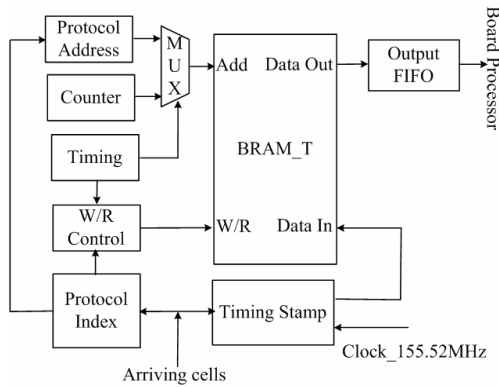 Protocol
Address
Counter
Timing
W/R
Control
Protocol
Index
MUX
Add
Data Out
BRAM_T
W/R
Data In
Output
FIFO
Board Processor
Timing Stamp
Clock_155.52MHz
Arriving cells